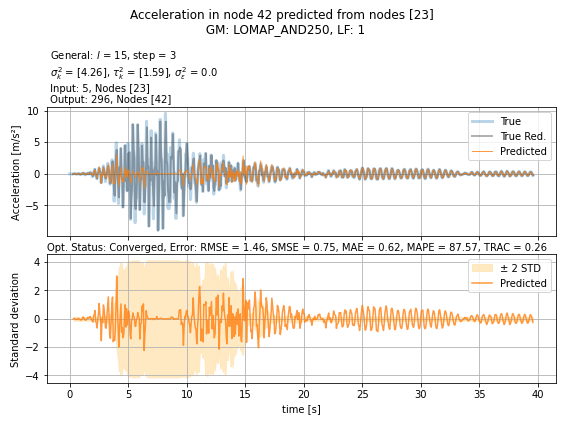 Acceleration in node 42 predicted from nodes [23]
GM: LOMAP_AND250, LF: 1
General: l = 15, step = 3
σ²ₖ = [4.26], τ²ₖ = [1.59], σ²ε = 0.0
Input: 5, Nodes [23]
Output: 296, Nodes [42]
10
5
0
−5
Acceleration [m/s²]
True
True Red.
Predicted
Opt. Status: Converged, Error: RMSE = 1.46, SMSE = 0.75, MAE = 0.62, MAPE = 87.57, TRAC = 0.26
4
2
0
−2
−4
Standard deviation
± 2 STD
Predicted
0 5 10 15 20 25 30 35 40
time [s]